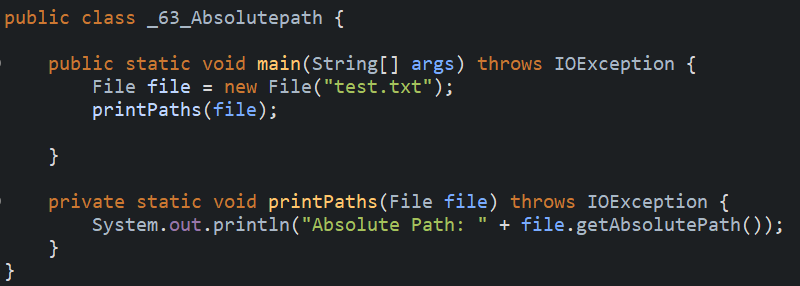 public class _63_Absolutepath {
public static void main(String[] args) throws IOException {
File file = new File("test.txt");
printPaths(file);
}
private static void printPaths(File file) throws IOException {
System.out.println("Absolute Path: " + file.getAbsolutePath());
}
}